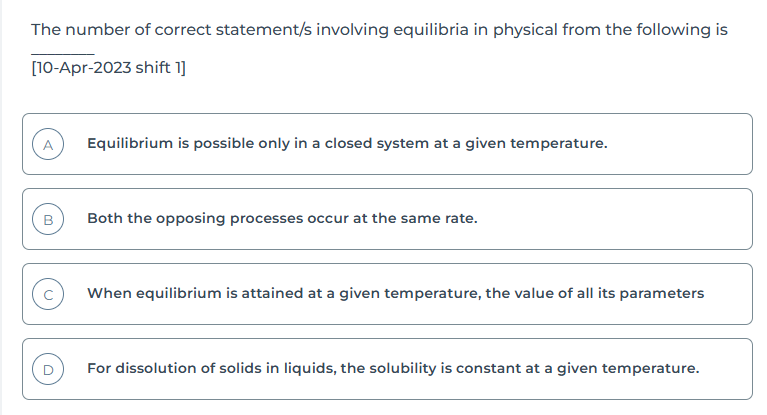 The number of correct statement/s involving equilibria in physical from the following is
________
[10-Apr-2023 shift 1]
A Equilibrium is possible only in a closed system at a given temperature.
B Both the opposing processes occur at the same rate.
C When equilibrium is attained at a given temperature, the value of all its parameters
D For dissolution of solids in liquids, the solubility is constant at a given temperature.